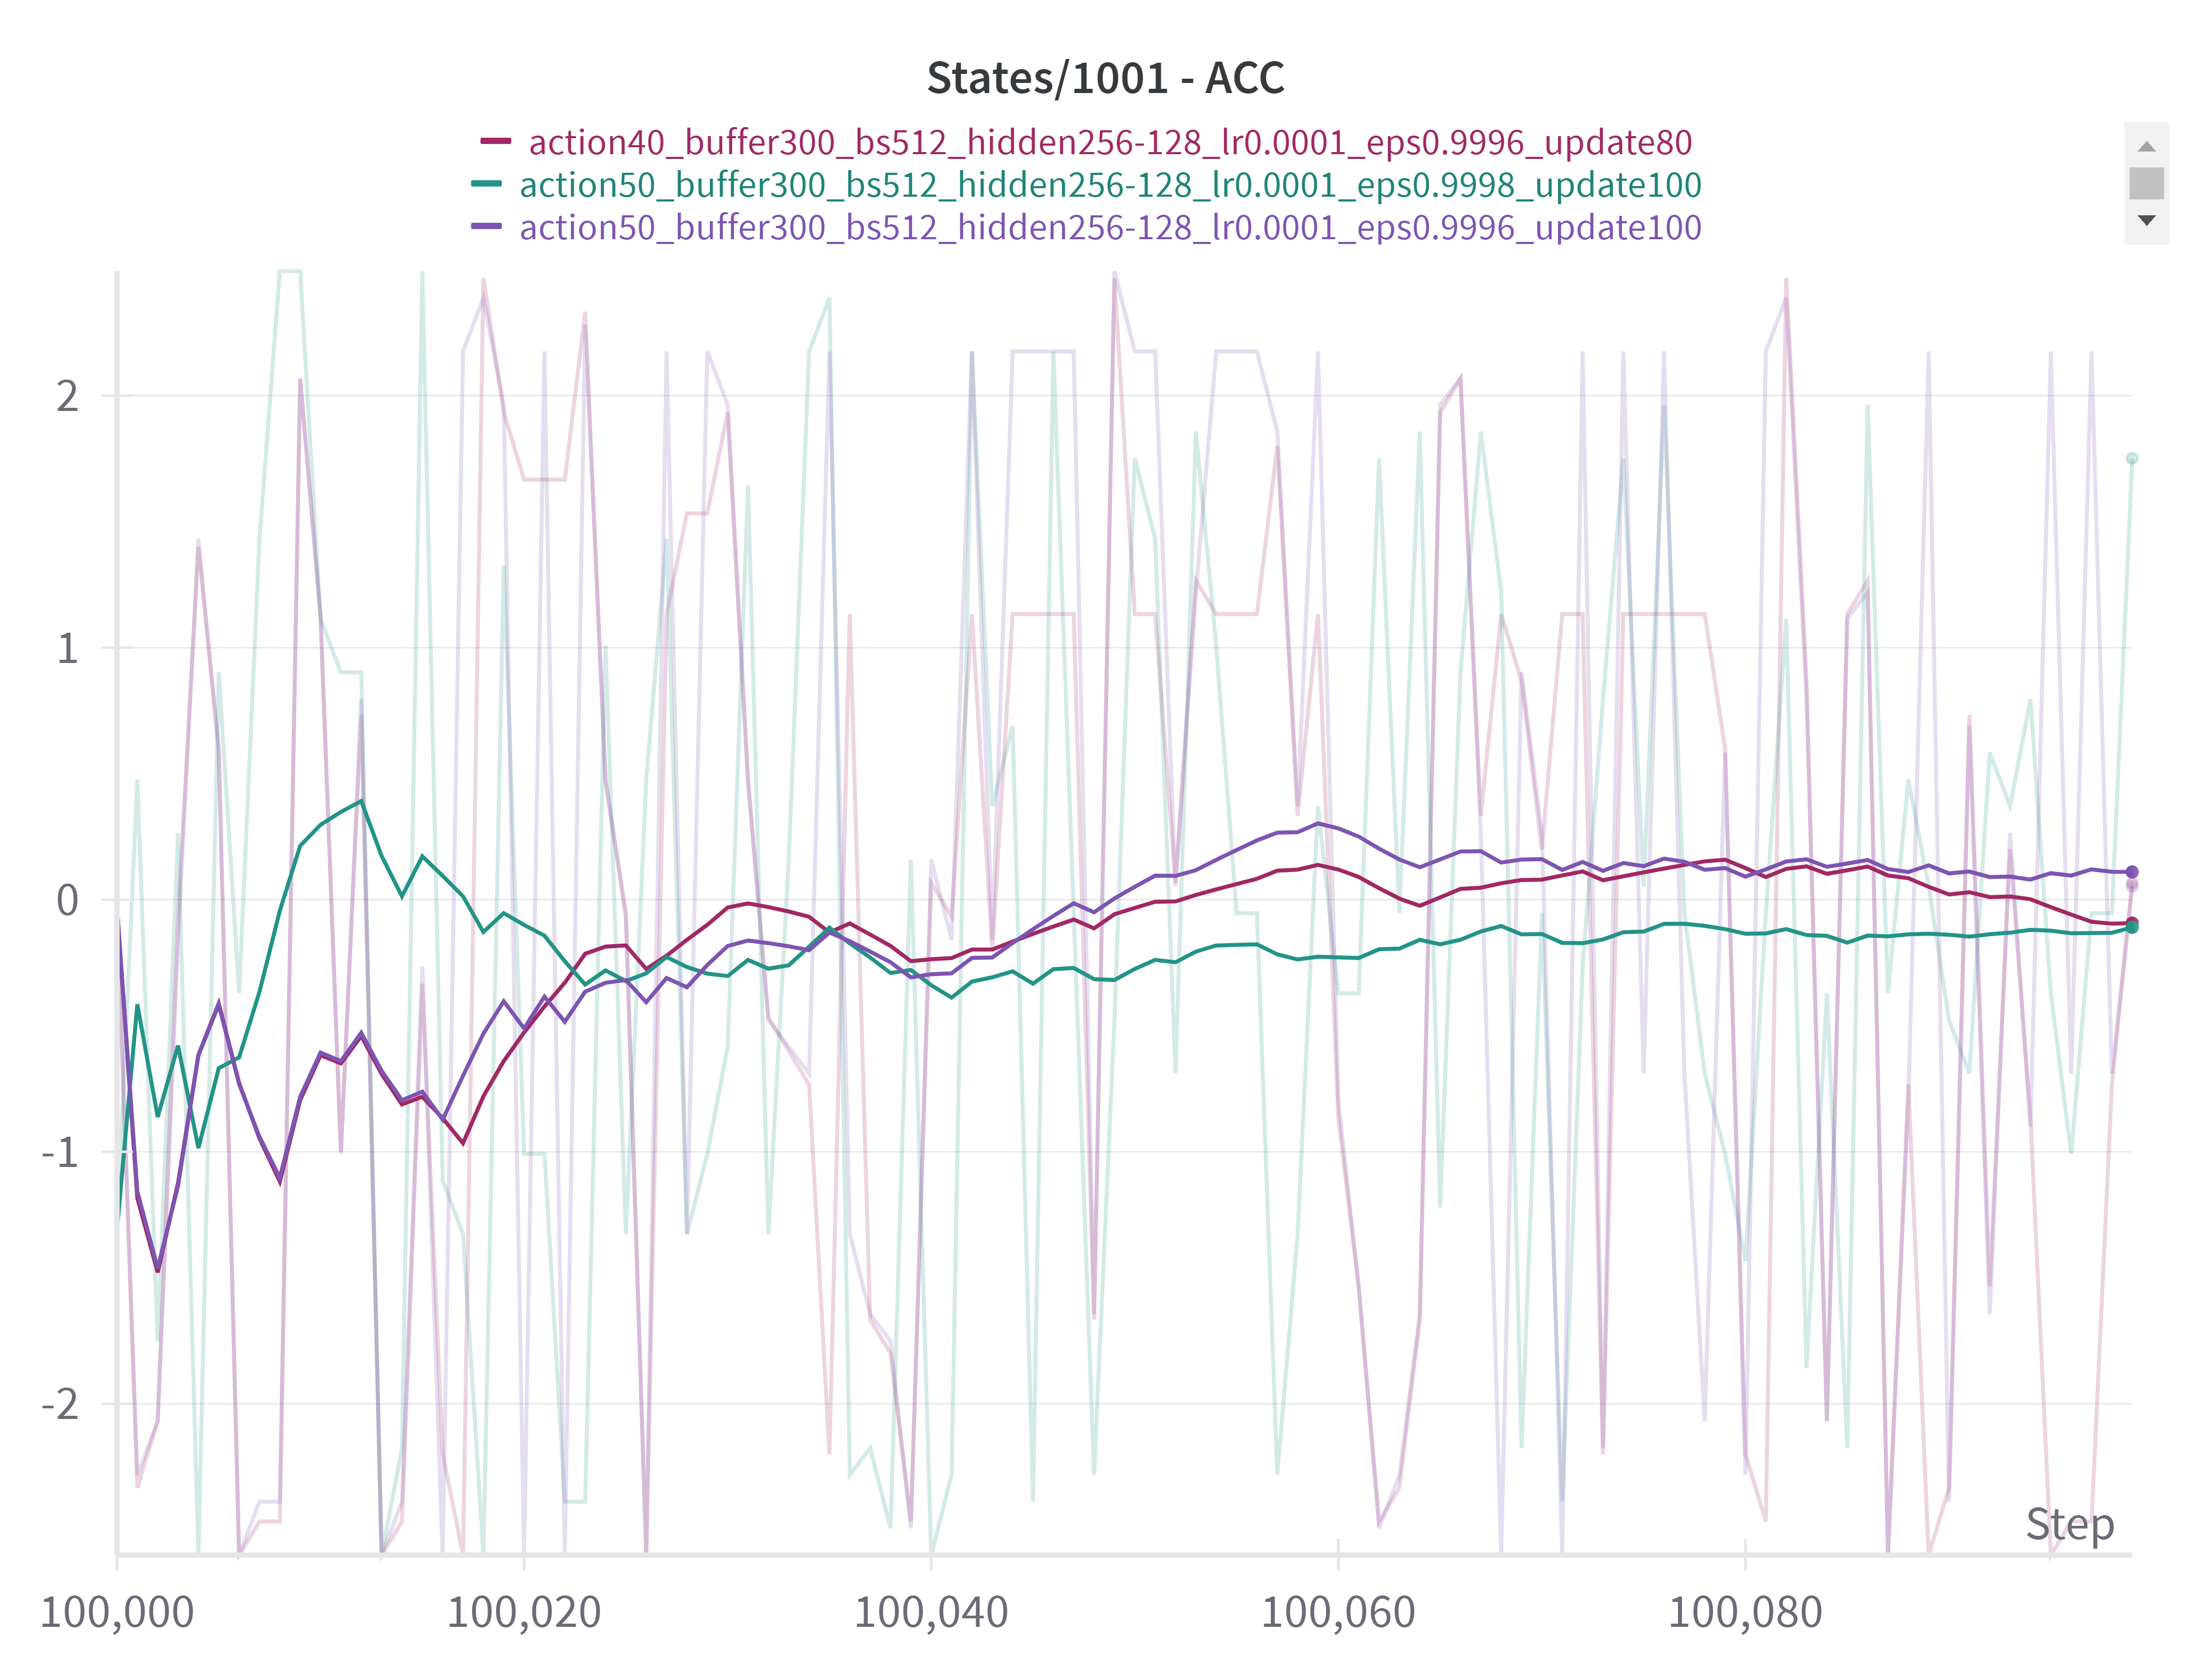 States/1001 - ACC
action40_buffer300_bs512_hidden256-128_lr0.0001_eps0.9996_update80
action50_buffer300_bs512_hidden256-128_lr0.0001_eps0.9998_update100
action50_buffer300_bs512_hidden256-128_lr0.0001_eps0.9996_update100
2
1
0
-1
-2
Step
100,000 100,020 100,040 100,060 100,080